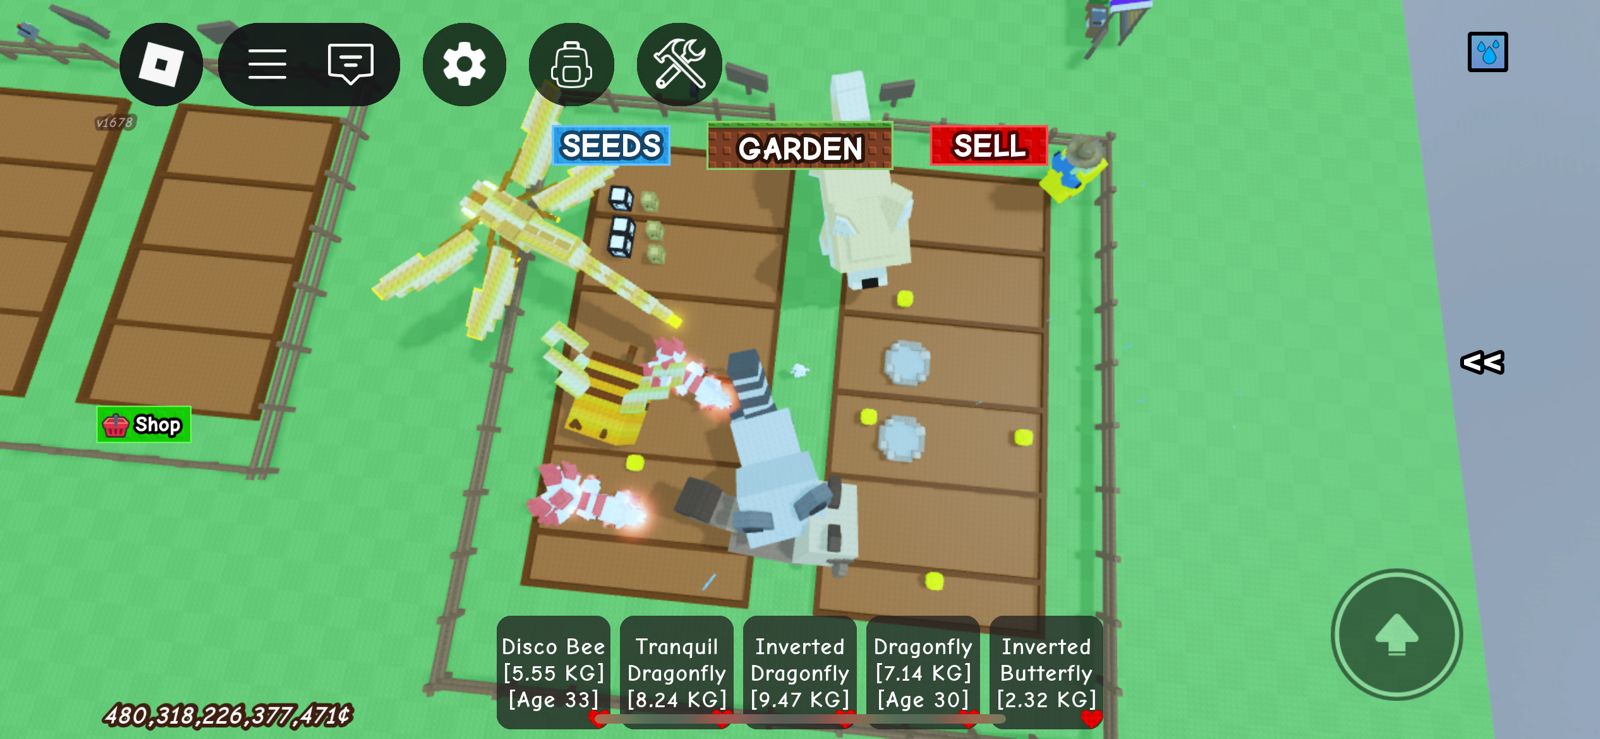 v1678
SEEDS
GARDEN
SELL
<<
Shop
Disco Bee
[5.55 KG]
[Age 33]
Tranquil
Dragonfly
[8.24 KG]
Inverted
Dragonfly
[9.47 KG]
Dragonfly
[7.14 KG]
[Age 30]
Inverted
Butterfly
[2.32 KG]
480,318,226,377,471¢